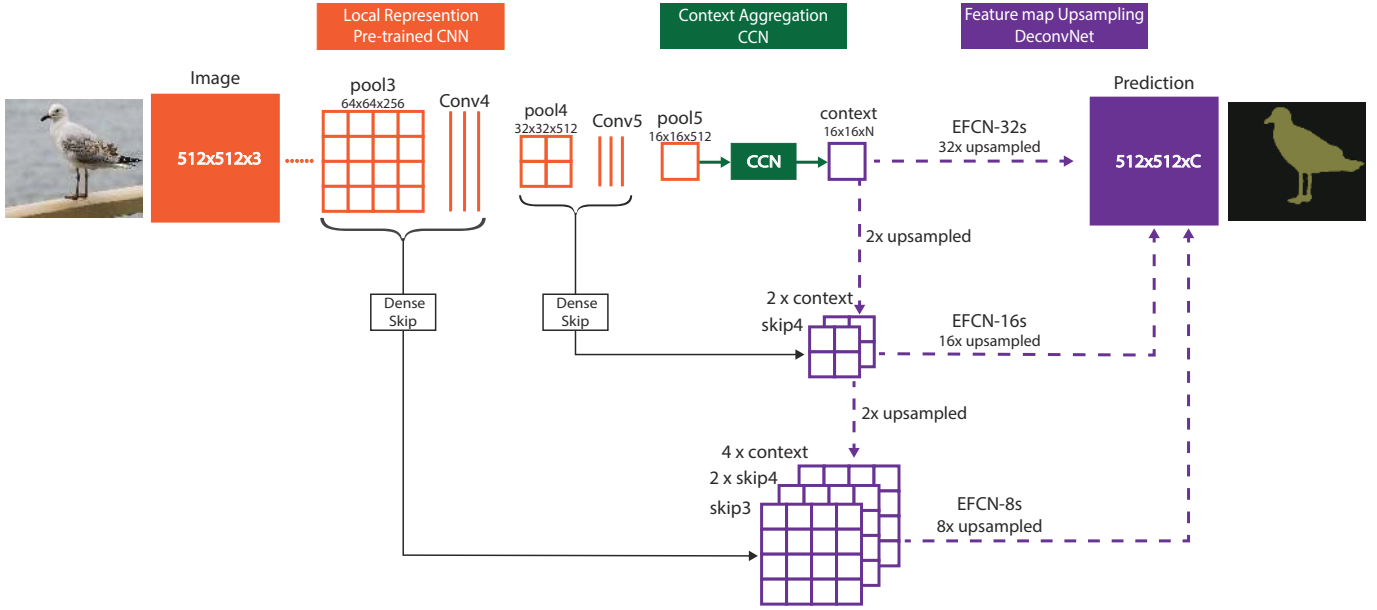 Local Represention
Pre-trained CNN
Context Aggregation
CCN
Feature map Upsampling
DeconvNet
Image
512x512x3
pool3
64x64x256
Conv4
pool4
32x32x512
Conv5
pool5
16x16x512
CCN
context
16x16xN
EFCN-32s
32x upsampled
Prediction
512x512xC
2x upsampled
Dense
Skip
Dense
Skip
2 x context
skip4
EFCN-16s
16x upsampled
2x upsampled
4 x context
2 x skip4
skip3
EFCN-8s
8x upsampled